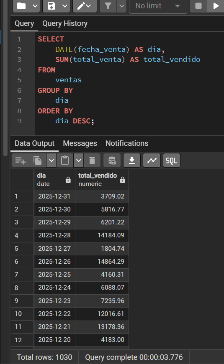 No limit
Query Query History
1 SELECT
2 DATE(fecha_venta) AS dia,
3 SUM(total_venta) AS total_vendido
4 FROM
5 ventas
6 GROUP BY
7 dia
8 ORDER BY
9 dia DESC;
Data Output Messages Notifications
SQL
dia total_vendido
date numeric
1 2025-12-31 3709.02
2 2025-12-30 5816.77
3 2025-12-29 6201.22
4 2025-12-28 14184.09
5 2025-12-27 1804.74
6 2025-12-26 14864.29
7 2025-12-25 4160.31
8 2025-12-24 6088.07
9 2025-12-23 7235.96
10 2025-12-22 12016.61
11 2025-12-21 13178.36
12 2025-12-20 4183.00
Total rows: 1030 Query complete 00:00:03.776